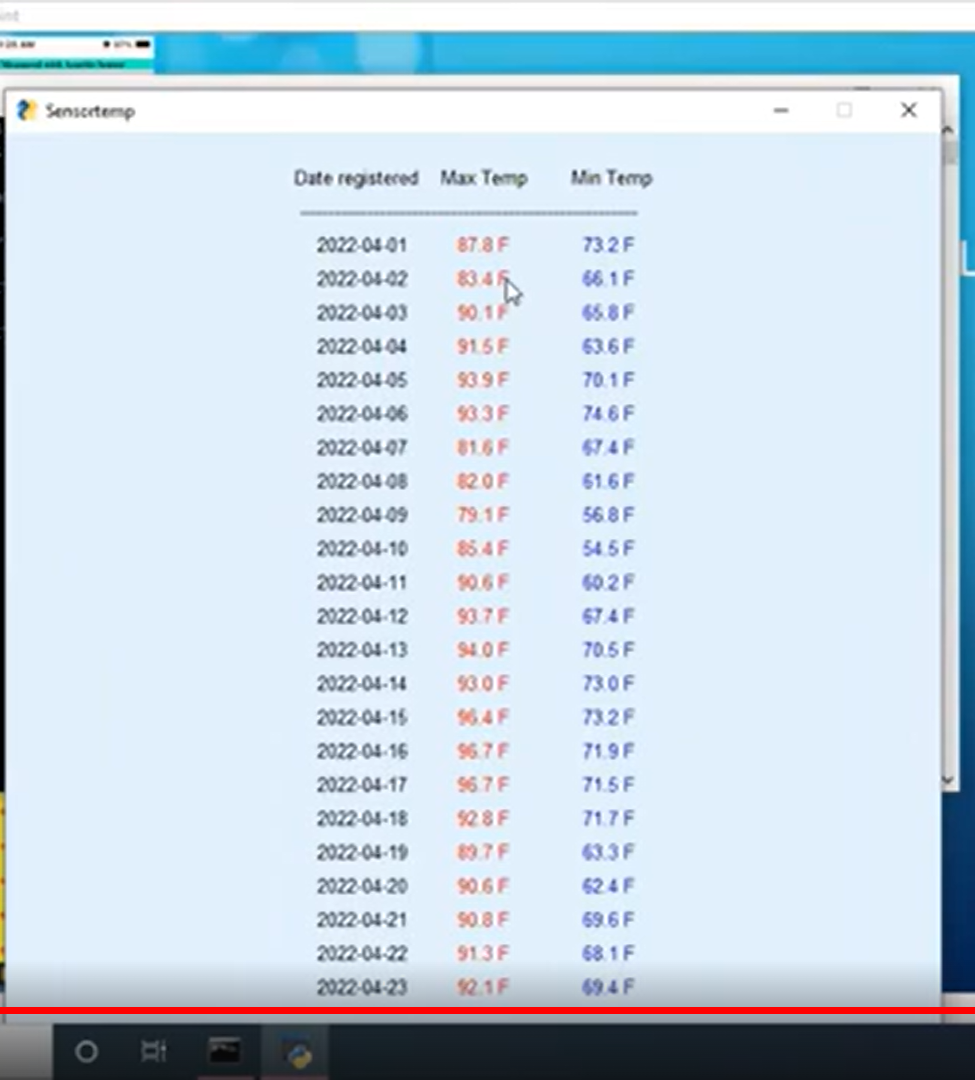 Sensortemp
Date registered Max Temp Min Temp
--------------------------------------------------------------------
2022-04-01 87.8 F 73.2 F
2022-04-02 83.4 F 66.1 F
2022-04-03 90.1 F 65.8 F
2022-04-04 91.5 F 63.6 F
2022-04-05 93.9 F 70.1 F
2022-04-06 93.3 F 74.6 F
2022-04-07 81.6 F 67.4 F
2022-04-08 82.0 F 61.6 F
2022-04-09 79.1 F 56.8 F
2022-04-10 85.4 F 54.5 F
2022-04-11 90.6 F 60.2 F
2022-04-12 93.7 F 67.4 F
2022-04-13 94.0 F 70.5 F
2022-04-14 93.0 F 73.0 F
2022-04-15 96.4 F 73.2 F
2022-04-16 96.7 F 71.9 F
2022-04-17 96.7 F 71.5 F
2022-04-18 92.8 F 71.7 F
2022-04-19 89.7 F 63.3 F
2022-04-20 90.6 F 62.4 F
2022-04-21 90.8 F 69.6 F
2022-04-22 91.3 F 68.1 F
2022-04-23 92.1 F 69.4 F